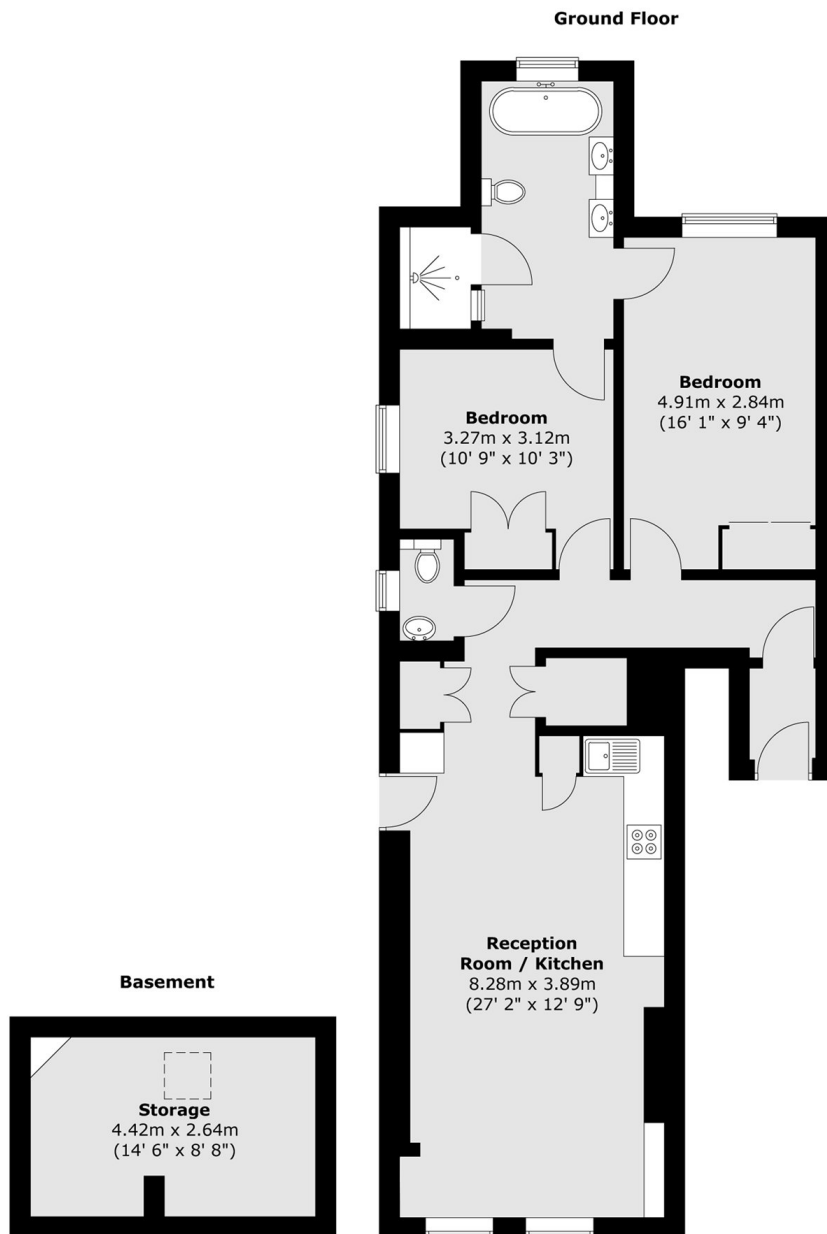 Ground Floor
Bedroom
4.91m x 2.84m
(16' 1" x 9' 4")
Bedroom
3.27m x 3.12m
(10' 9" x 10' 3")
Reception
Room / Kitchen
8.28m x 3.89m
(27' 2" x 12' 9")
Basement
Storage
4.42m x 2.64m
(14' 6" x 8' 8")